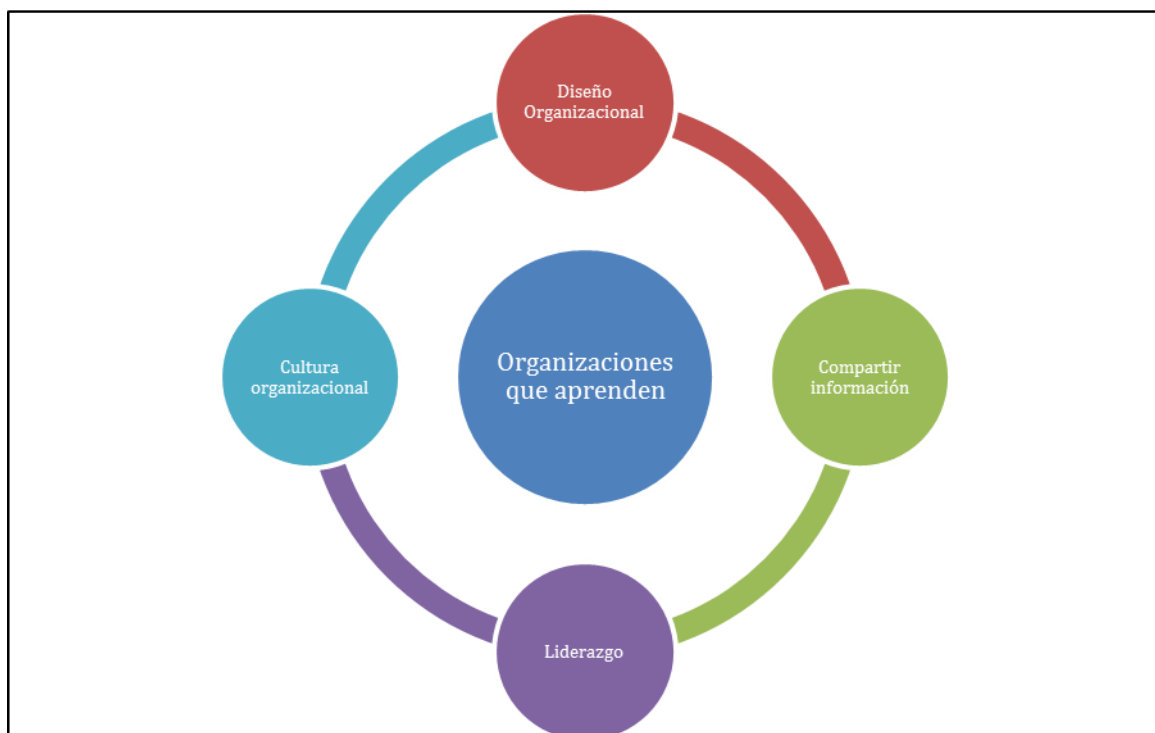 Diseño
Organizacional
Cultura
organizacional
Organizaciones
que aprenden
Compartir
información
Liderazgo